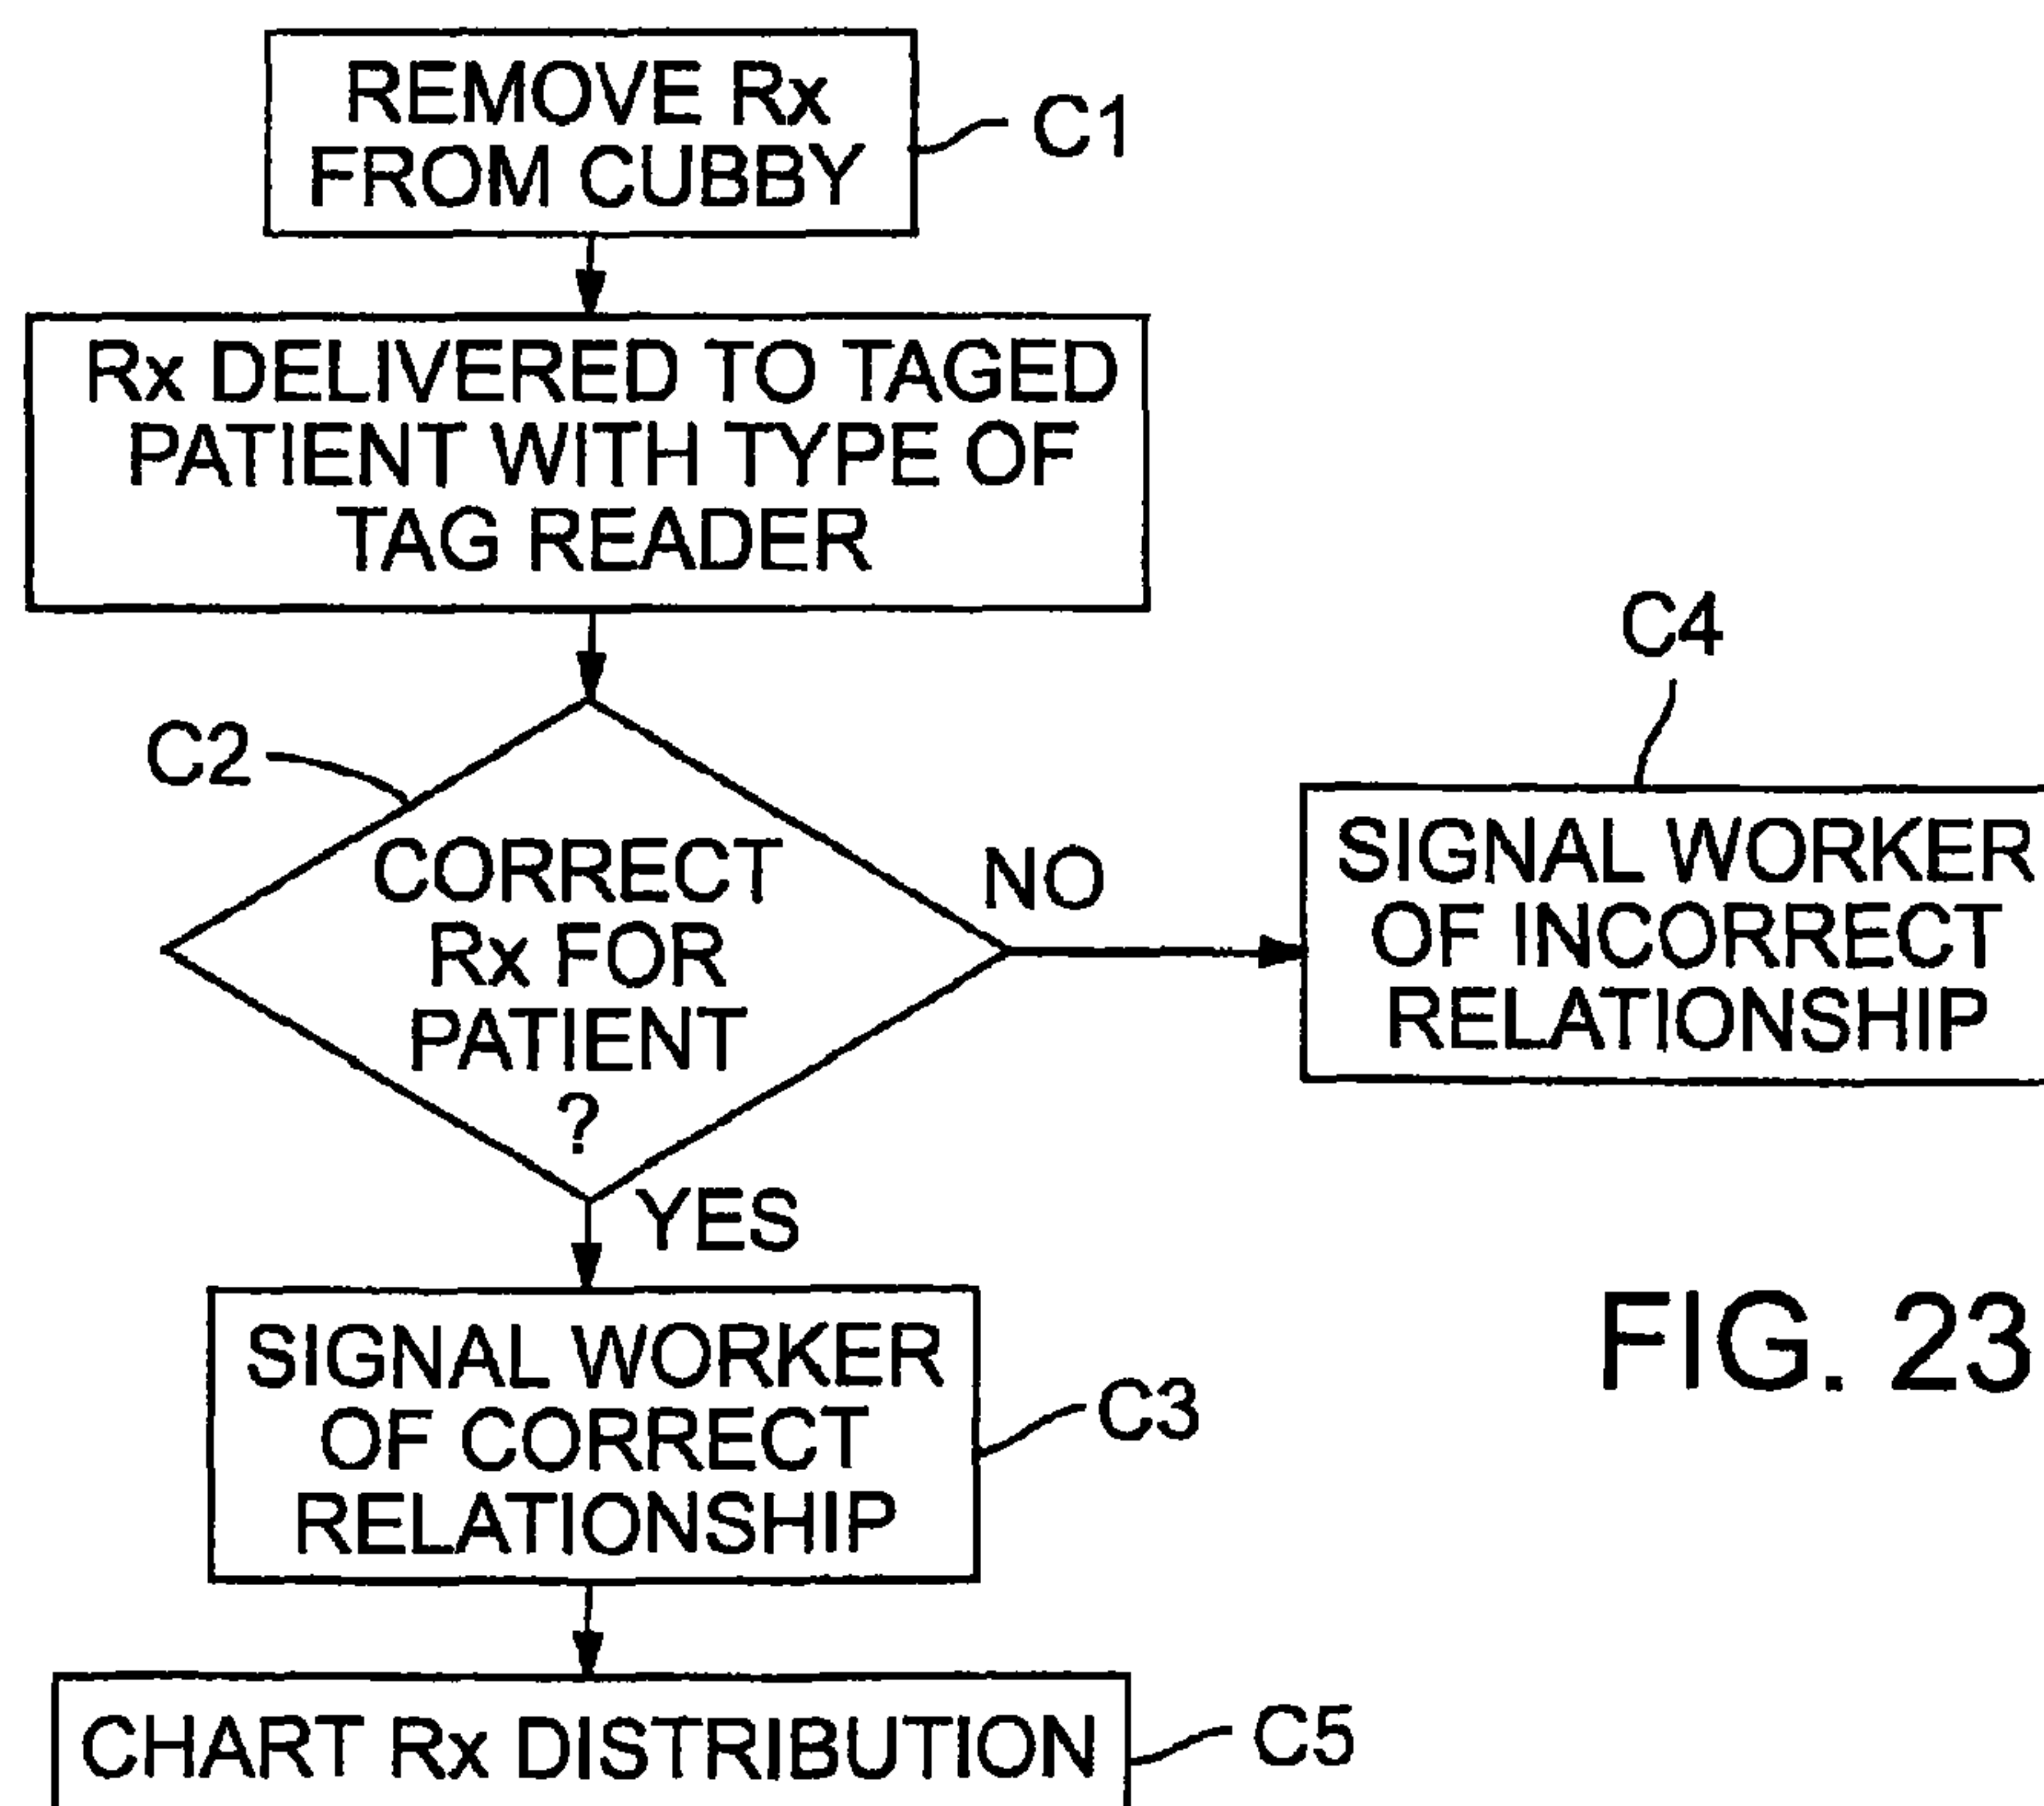 REMOVE Rx
FROM CUBBY
C1
Rx DELIVERED TO TAGED
PATIENT WITH TYPE OF
TAG READER
C2
CORRECT
Rx FOR
PATIENT
?
NO
C4
SIGNAL WORKER
OF INCORRECT
RELATIONSHIP
YES
SIGNAL WORKER
OF CORRECT
RELATIONSHIP
C3
FIG. 23
CHART Rx DISTRIBUTION
C5